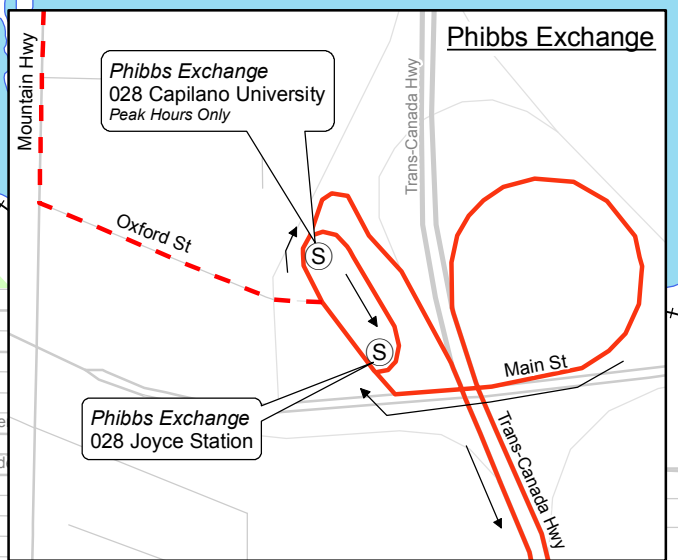 Phibbs Exchange
Phibbs Exchange
028 Capilano University
Peak Hours Only
Mountain Hwy
Trans-Canada Hwy
Oxford St
S
S
Main St
Phibbs Exchange
028 Joyce Station
Trans-Canada Hwy